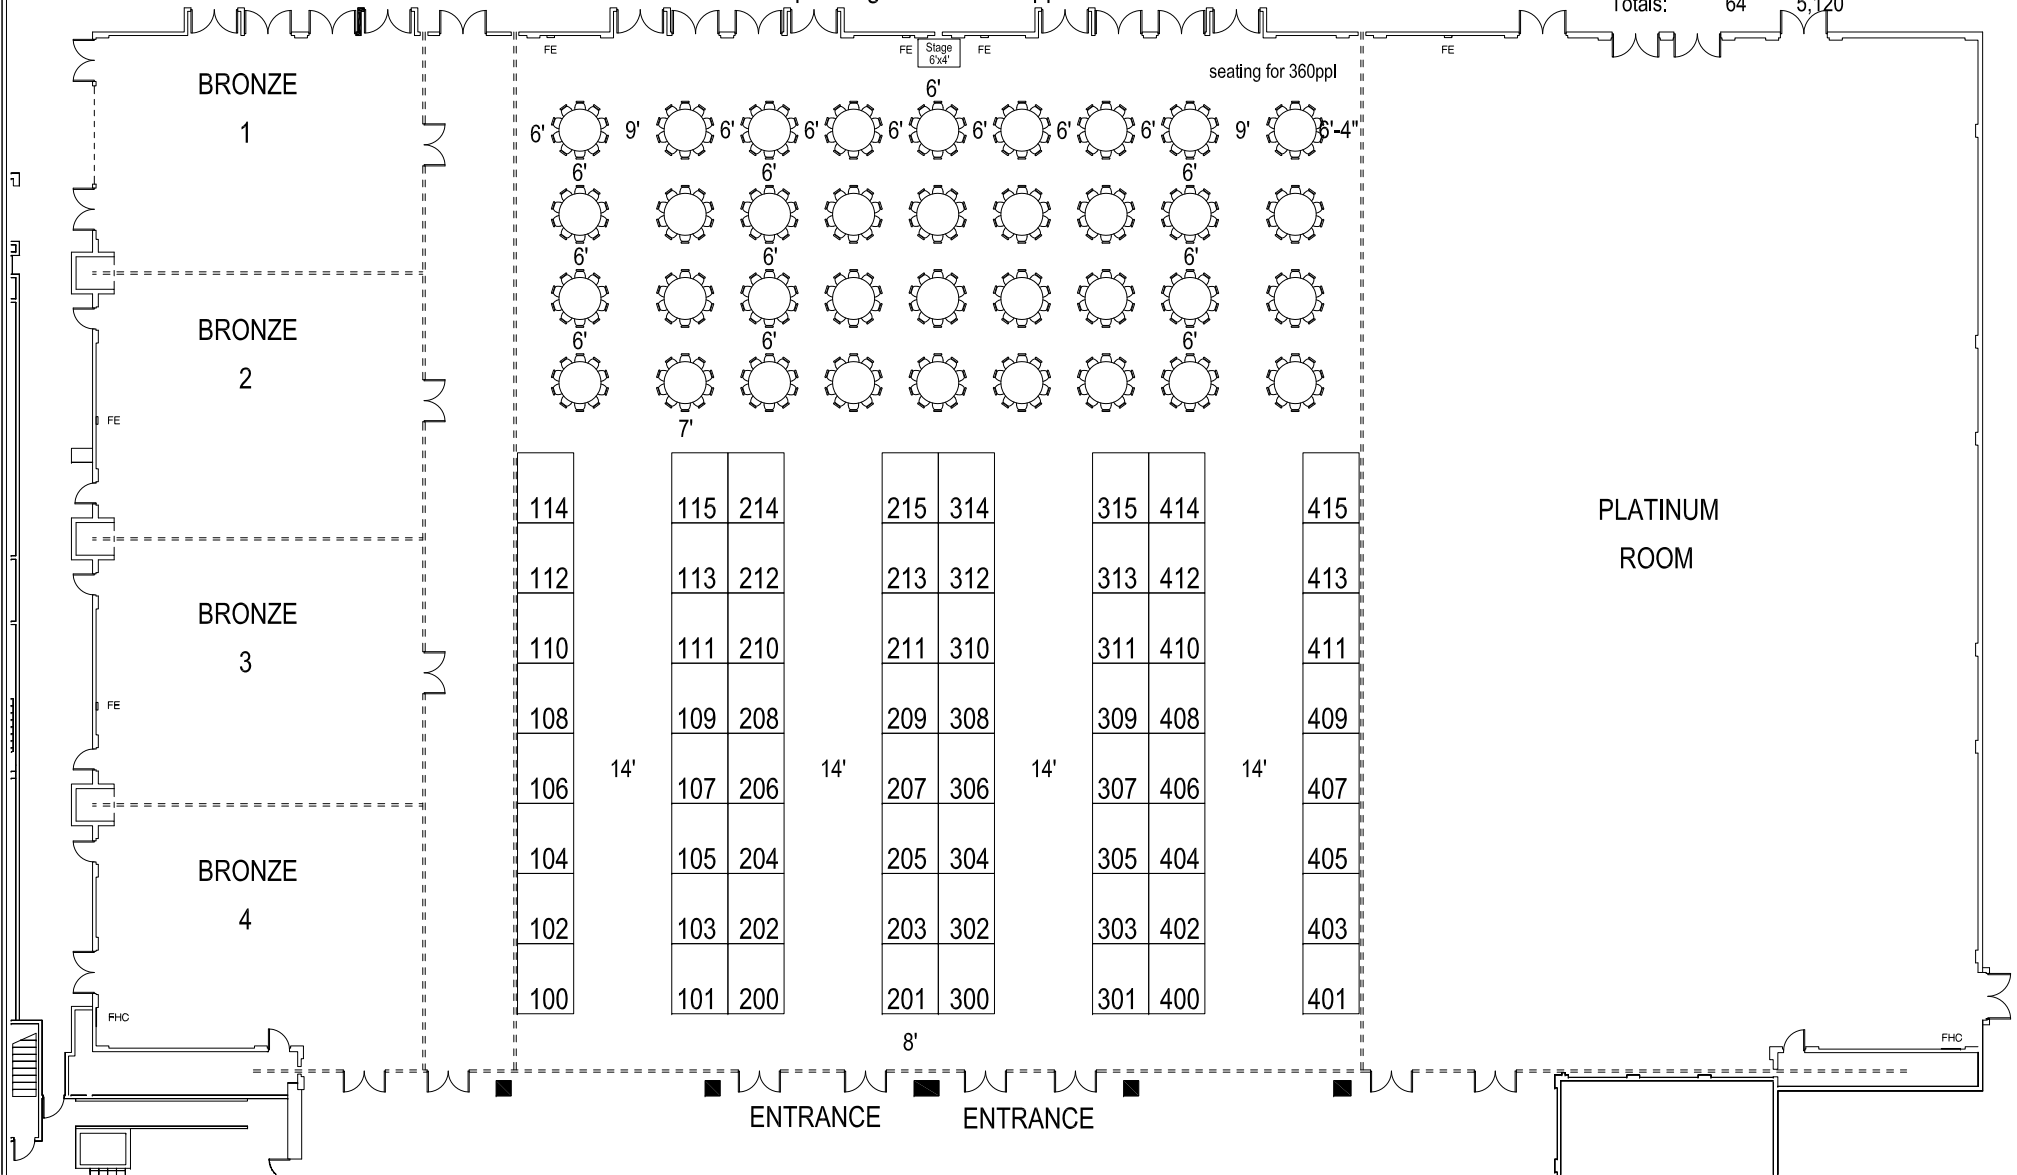 Totals: 64 5,120
FE FE FE FE
Stage
6'x4'
seating for 360ppl
BRONZE
1
6'
6' 9' 6' 6' 6' 6' 6' 6' 9' 6'-4"
6' 6' 6'
6' 6' 6'
BRONZE
2
6' 6' 6'
FE
7'
114 115 214 215 314 315 414 415
PLATINUM
ROOM
112 113 212 213 312 313 412 413
BRONZE
3
110 111 210 211 310 311 410 411
FE
108 109 208 209 308 309 408 409
14' 14' 14' 14'
106 107 206 207 306 307 406 407
104 105 204 205 304 305 404 405
BRONZE
4
102 103 202 203 302 303 402 403
100 101 200 201 300 301 400 401
FHC
8'
FHC
ENTRANCE ENTRANCE